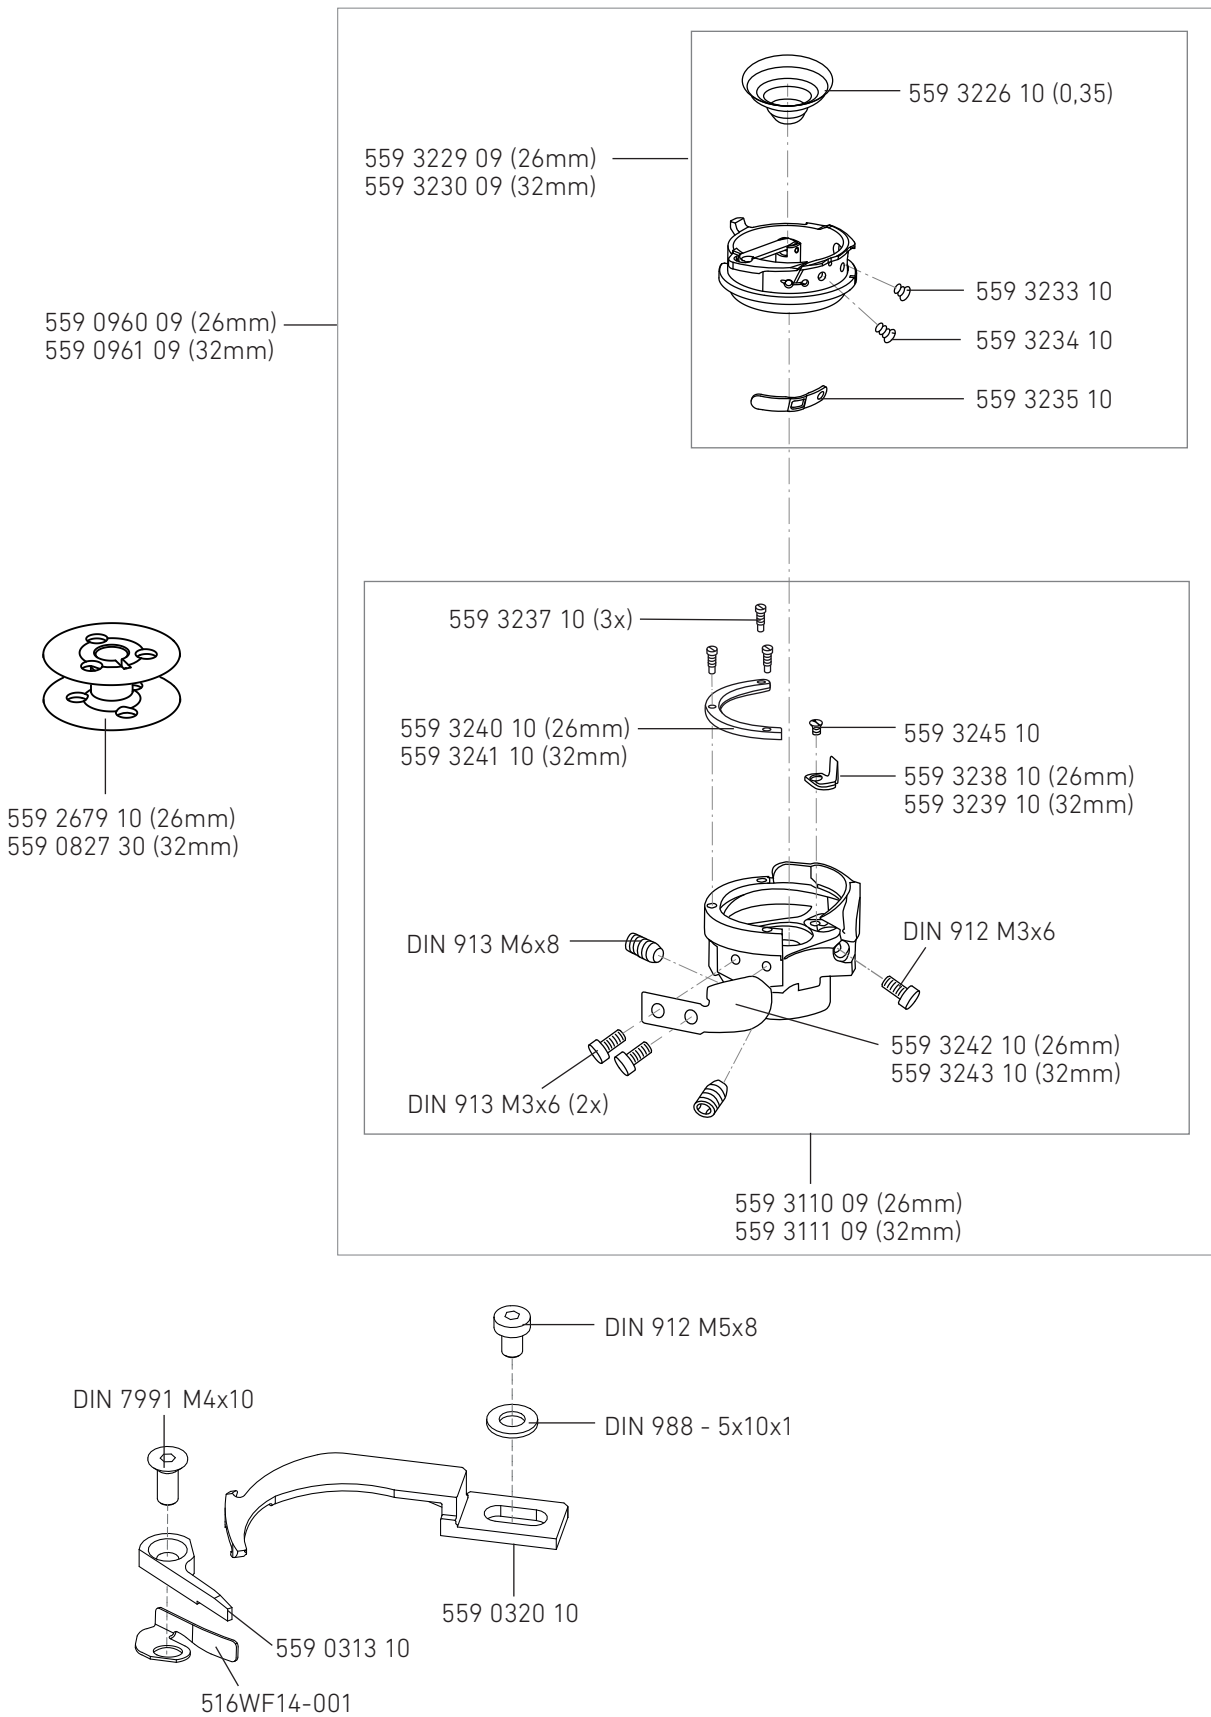 559 3226 10 (0,35)
559 3229 09 (26mm)
559 3230 09 (32mm)
559 3233 10
559 0960 09 (26mm)
559 0961 09 (32mm)
559 3234 10
559 3235 10
559 3237 10 (3x)
559 3240 10 (26mm)
559 3241 10 (32mm)
559 3245 10
559 3238 10 (26mm)
559 3239 10 (32mm)
559 2679 10 (26mm)
559 0827 30 (32mm)
DIN 913 M6x8
DIN 912 M3x6
559 3242 10 (26mm)
559 3243 10 (32mm)
DIN 913 M3x6 (2x)
559 3110 09 (26mm)
559 3111 09 (32mm)
DIN 912 M5x8
DIN 7991 M4x10
DIN 988 - 5x10x1
559 0320 10
559 0313 10
516WF14-001